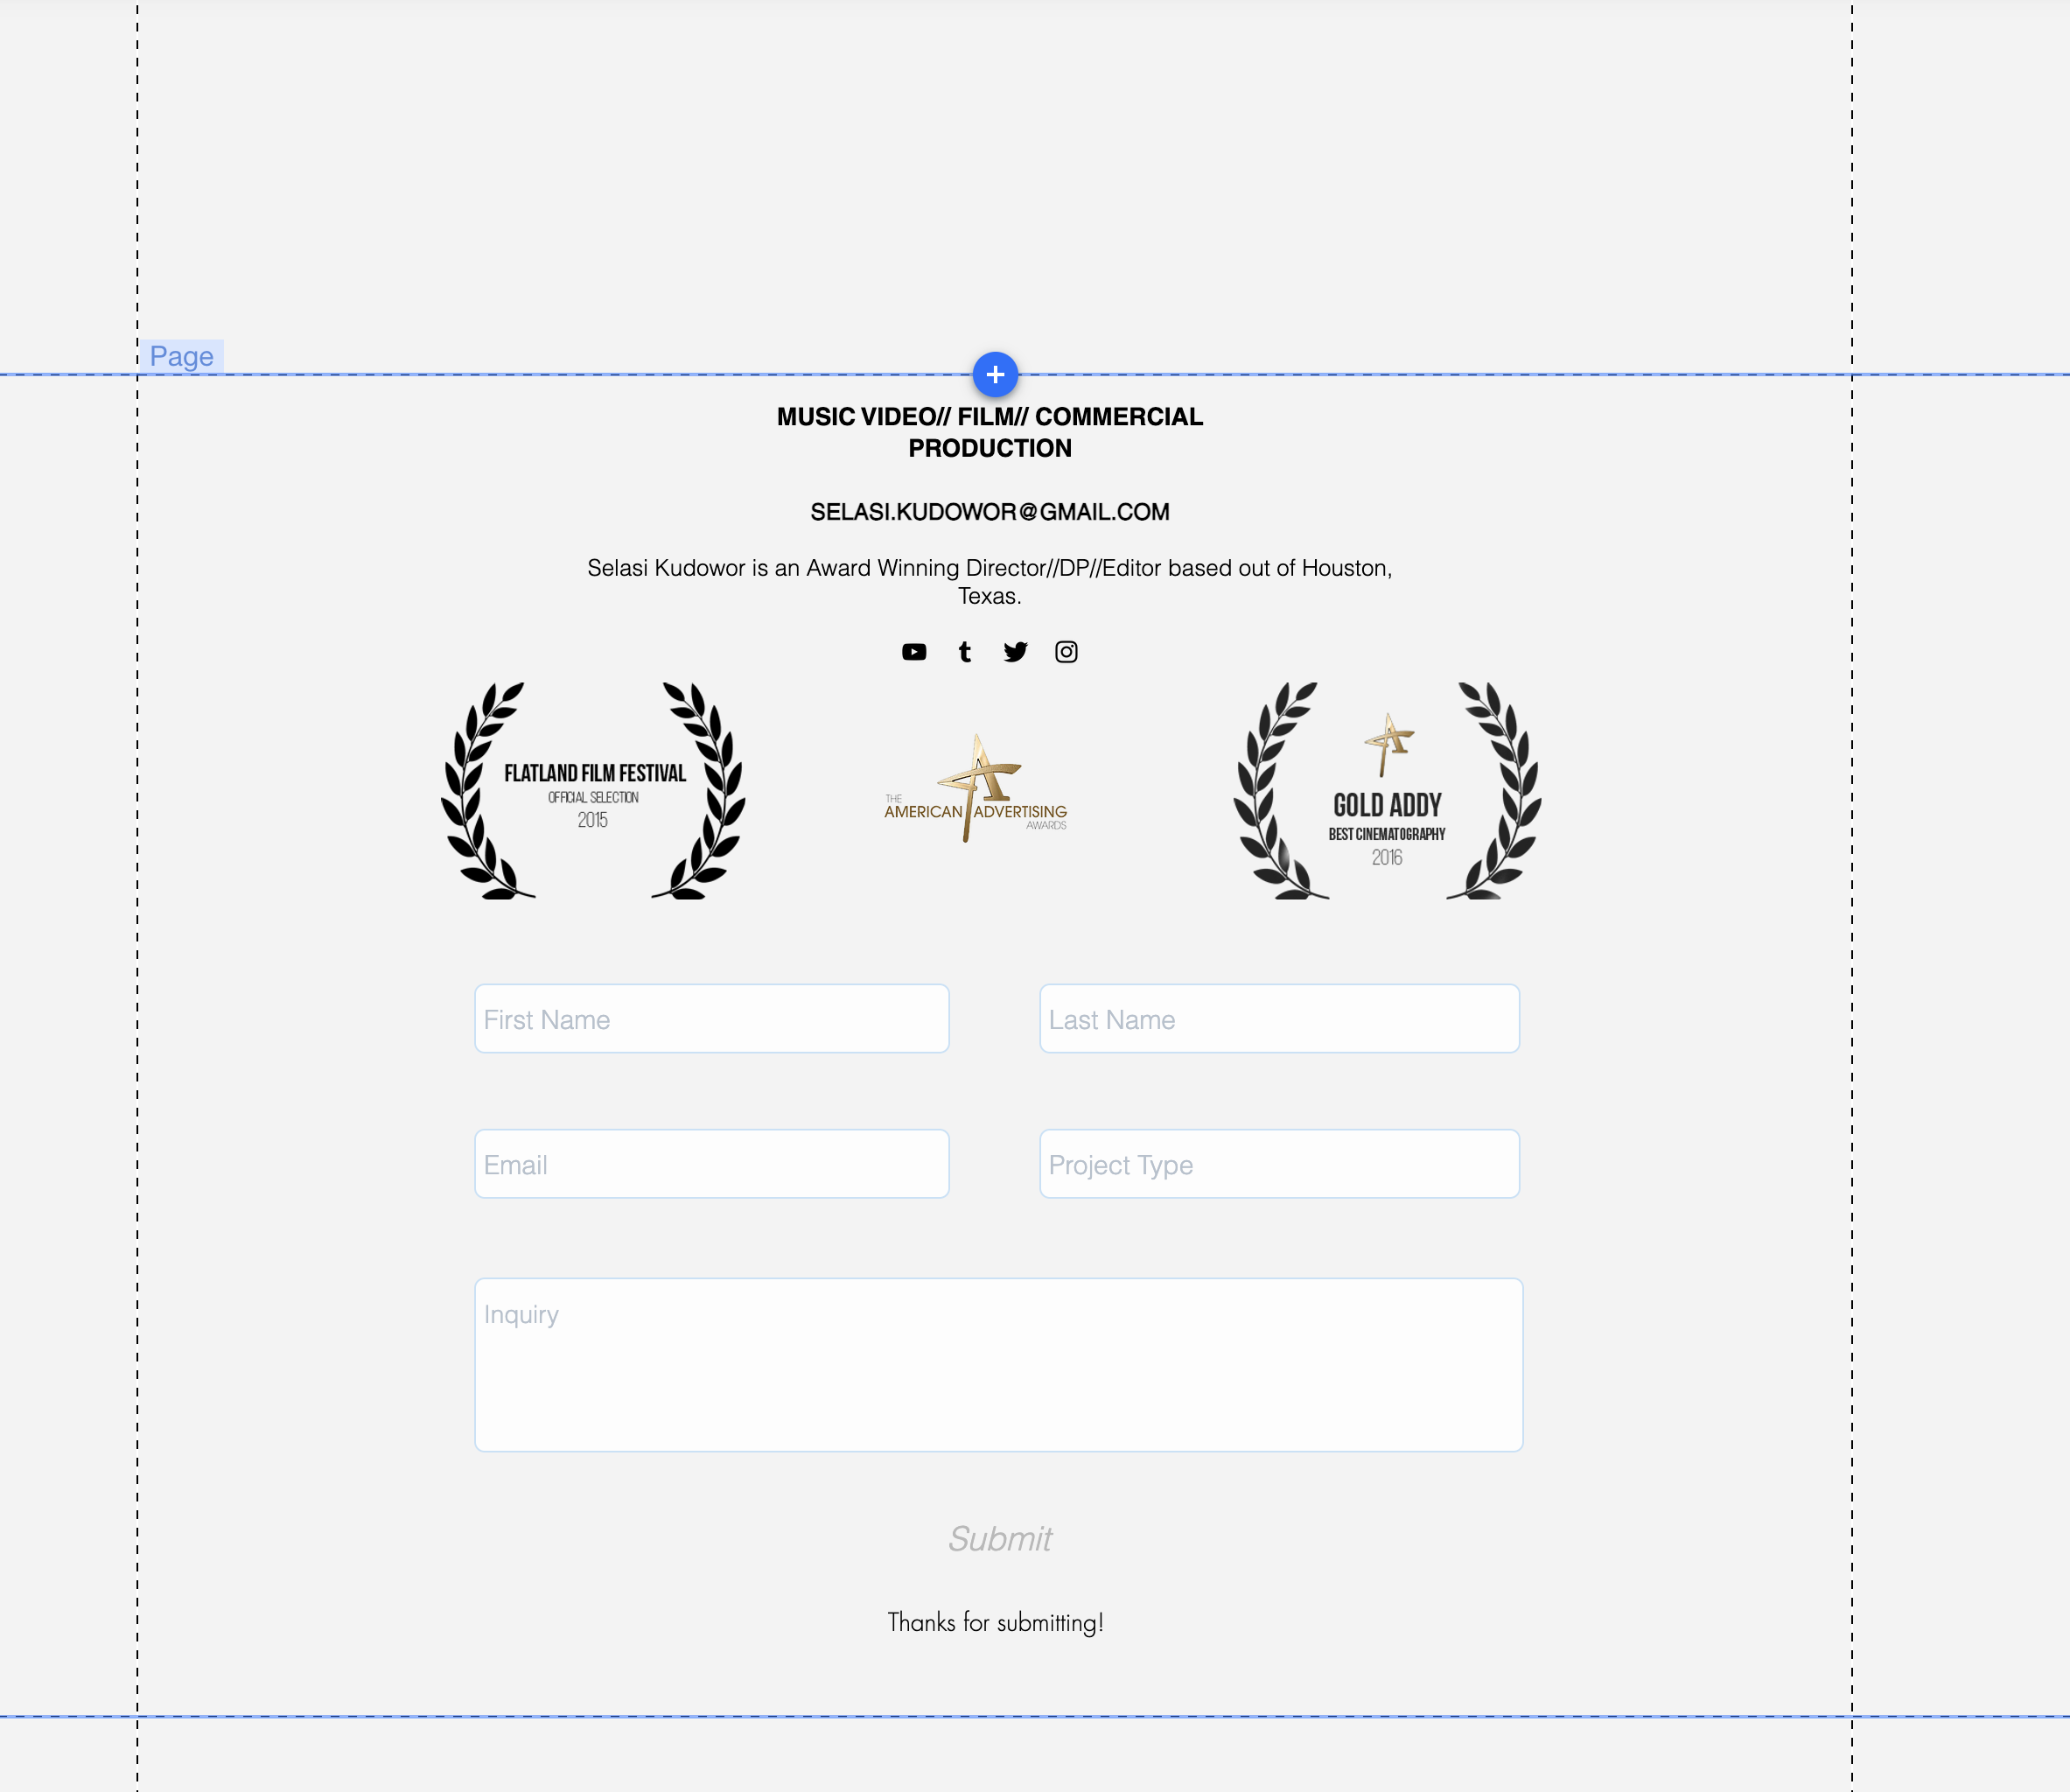 Page
MUSIC VIDEO// FILM// COMMERCIAL
PRODUCTION
SELASI.KUDOWOR@GMAIL.COM
Selasi Kudowor is an Award Winning Director//DP//Editor based out of Houston,
Texas.
FLATLAND FILM FESTIVAL
OFFICIAL SELECTION
2015
THE
AMERICAN ADVERTISING
AWARDS
GOLD ADDY
BEST CINEMATOGRAPHY
2016
First Name
Last Name
Email
Project Type
Inquiry
Submit
Thanks for submitting!